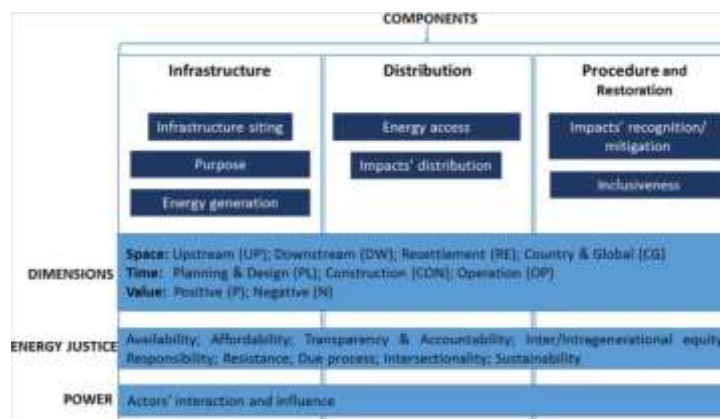 COMPONENTS
Infrastructure
Distribution
Procedure and
Restoration
Infrastructure siting
Purpose
Energy generation
Energy access
Impacts' distribution
Impacts' recognition/
mitigation
Inclusiveness
DIMENSIONS
Space: Upstream (UP); Downstream (DW); Resettlement (RE); Country & Global (CG)
Time: Planning & Design (PL); Construction (CON); Operation (OP)
Value: Positive (P); Negative (N)
ENERGY JUSTICE
Availability; Affordability; Transparency & Accountability; Inter/Intragenerational equity
Responsibility; Resistance; Due process; Intersectionality; Sustainability
POWER
Actors' interaction and influence